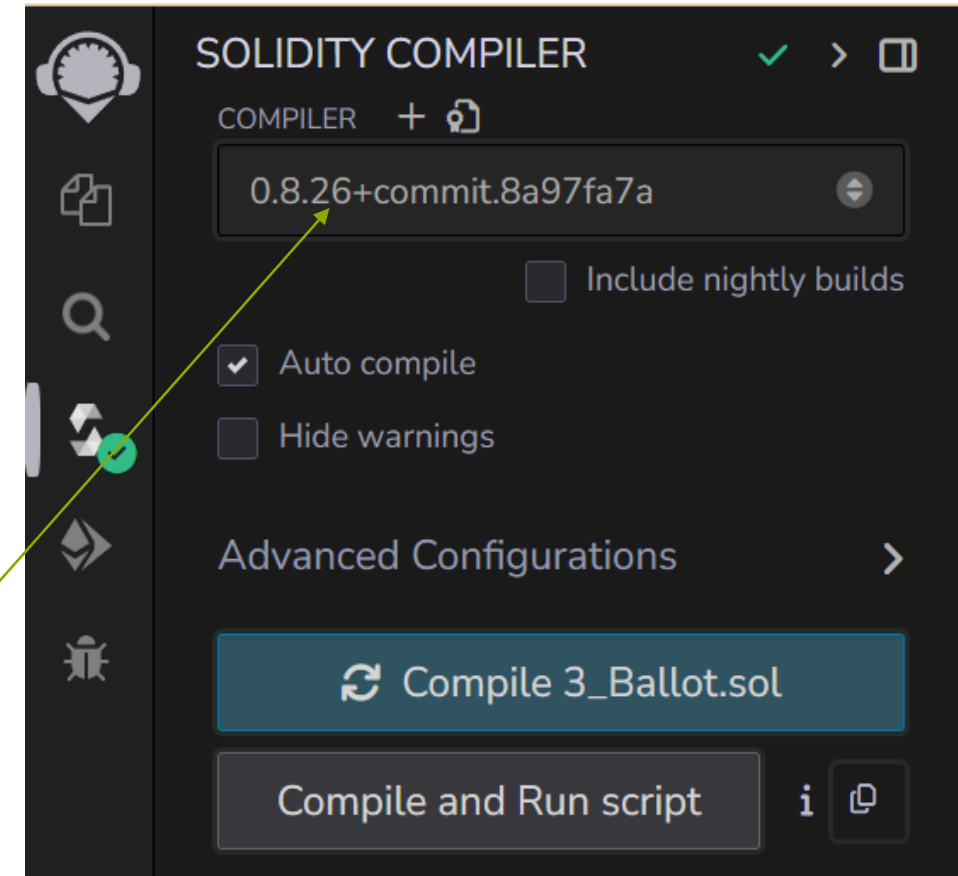 SOLIDITY COMPILER
COMPILER
0.8.26+commit.8a97fa7a
Include nightly builds
Auto compile
Hide warnings
Advanced Configurations
Compile 3_Ballot.sol
Compile and Run script